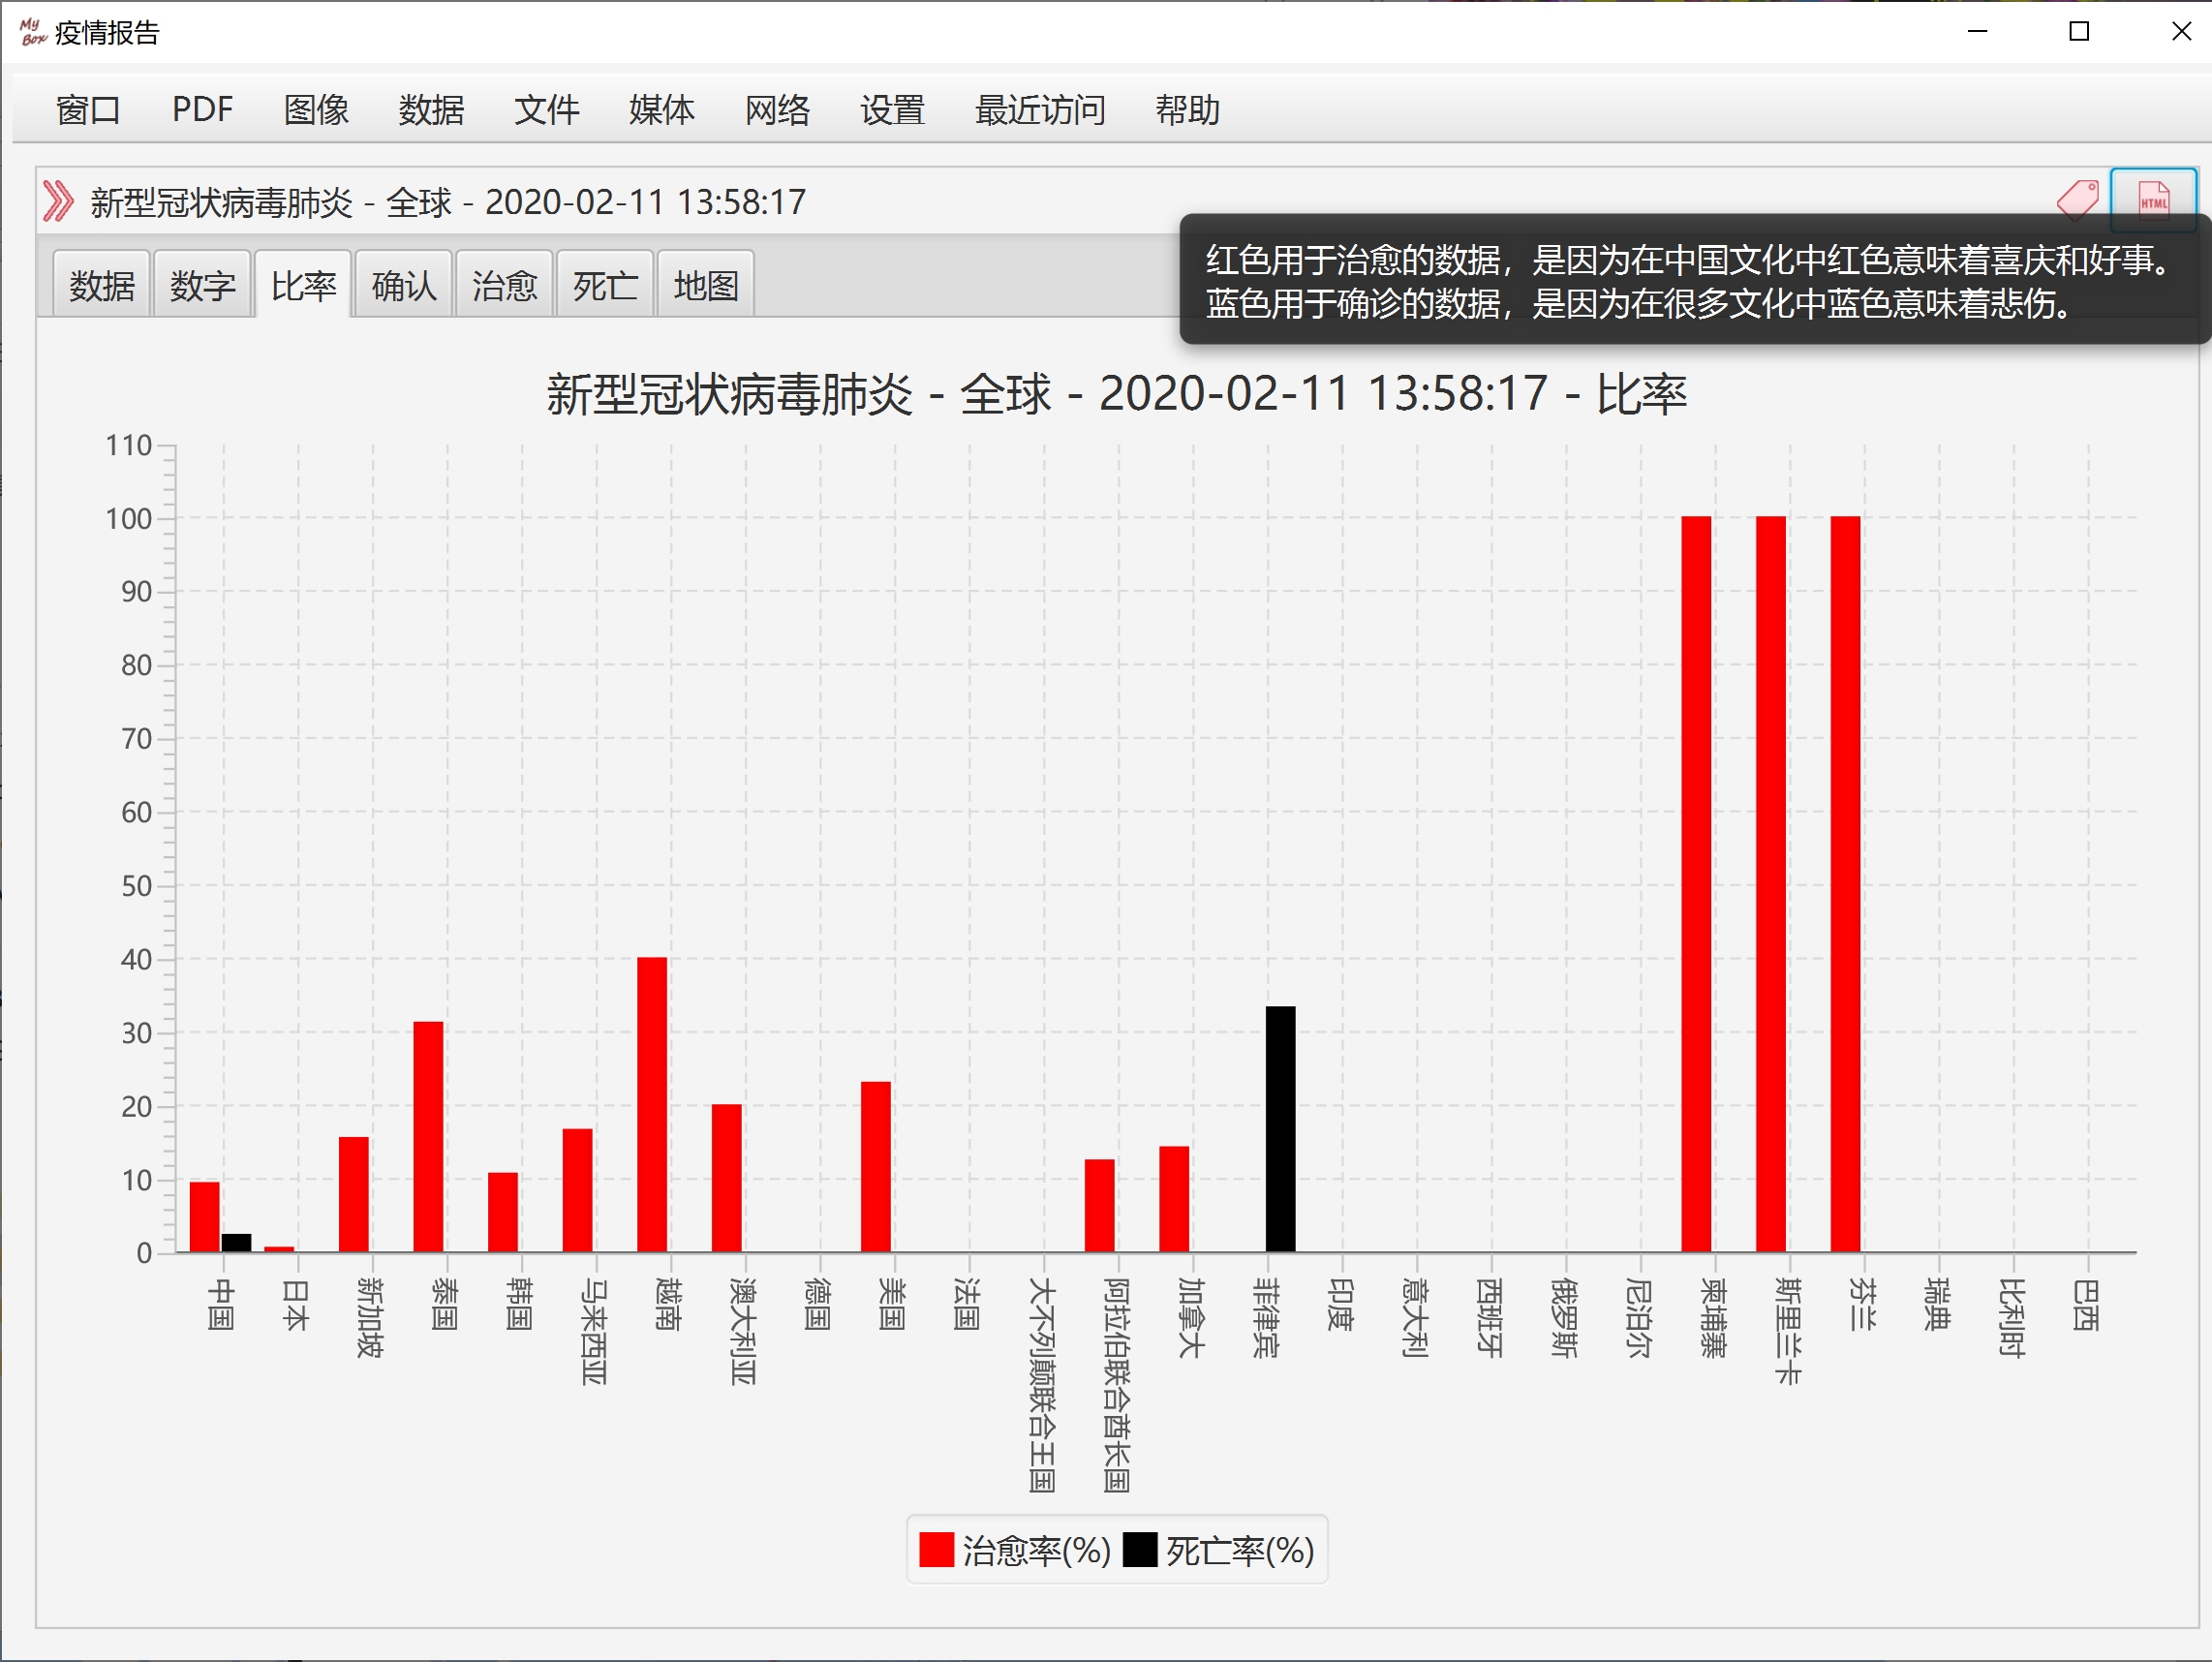 My Box 疫情报告
窗口 PDF 图像 数据 文件 媒体 网络 设置 最近访问 帮助
新型冠状病毒肺炎 - 全球 - 2020-02-11 13:58:17
HTML
红色用于治愈的数据，是因为在中国文化中红色意味着喜庆和好事。
蓝色用于确诊的数据，是因为在很多文化中蓝色意味着悲伤。
数据 数字 比率 确认 治愈 死亡 地图
新型冠状病毒肺炎 - 全球 - 2020-02-11 13:58:17 - 比率
110
100
90
80
70
60
50
40
30
20
10
0
中国
日本
新加坡
泰国
韩国
马来西亚
越南
澳大利亚
德国
美国
法国
大不列颠联合王国
阿拉伯联合酋长国
加拿大
菲律宾
印度
意大利
西班牙
俄罗斯
尼泊尔
柬埔寨
斯里兰卡
芬兰
瑞典
比利时
巴西
治愈率(%) 死亡率(%)